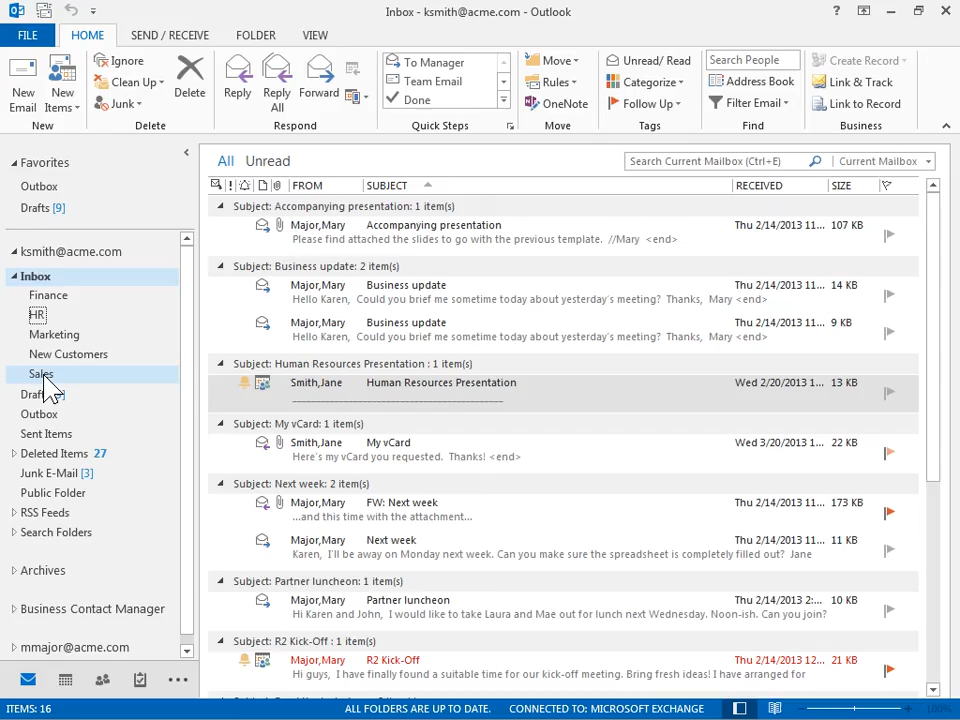 Inbox - ksmith@acme.com - Outlook
?
FILE HOME SEND / RECEIVE FOLDER VIEW
New Email
New Items
New
Ignore
Clean Up
Junk
Delete
Delete
Reply
Reply All
Forward
Respond
To Manager
Team Email
Done
Quick Steps
Move
Rules
OneNote
Move
Unread/ Read
Categorize
Follow Up
Tags
Search People
Address Book
Filter Email
Find
Create Record
Link & Track
Link to Record
Business
Favorites
Outbox
Drafts [9]
ksmith@acme.com
Inbox
Finance
HR
Marketing
New Customers
Sales
Outbox
Sent Items
Deleted Items 27
Junk E-Mail [3]
Public Folder
RSS Feeds
Search Folders
Archives
Business Contact Manager
mmajor@acme.com
All Unread
Search Current Mailbox (Ctrl+E) Current Mailbox
! FROM SUBJECT RECEIVED SIZE
Subject: Accompanying presentation: 1 item(s)
Major,Mary Accompanying presentation Thu 2/14/2013 11... 107 KB
Please find attached the slides to go with the previous template. //Mary <end>
Subject: Business update: 2 item(s)
Major,Mary Business update Thu 2/14/2013 11... 14 KB
Hello Karen, Could you brief me sometime today about yesterday's meeting? Thanks, Mary <end>
Major,Mary Business update Thu 2/14/2013 11... 9 KB
Hello Karen, Could you brief me sometime today about yesterday's meeting? Thanks, Mary <end>
Subject: Human Resources Presentation : 1 item(s)
Smith,Jane Human Resources Presentation Wed 2/20/2013 1... 13 KB
Subject: My vCard: 1 item(s)
Smith,Jane My vCard Wed 3/20/2013 1... 22 KB
Here's my vCard you requested. Thanks! <end>
Subject: Next week: 2 item(s)
Major,Mary FW: Next week Thu 2/14/2013 11... 173 KB
...and this time with the attachment...
Major,Mary Next week Thu 2/14/2013 11... 11 KB
Karen, I'll be away on Monday next week. Can you make sure the spreadsheet is completely filled out? Jane
Subject: Partner luncheon: 1 item(s)
Major,Mary Partner luncheon Thu 2/14/2013 2:... 10 KB
Hi Karen and John, I would like to take Laura and Mae out for lunch next Wednesday. Noon-ish. Can you join?
Subject: R2 Kick-Off : 1 item(s)
Major,Mary R2 Kick-Off Thu 2/14/2013 12... 21 KB
Hi guys, I have finally found a suitable time for our kick-off meeting. Bring fresh ideas! I have arranged for
ITEMS: 16 ALL FOLDERS ARE UP TO DATE. CONNECTED TO: MICROSOFT EXCHANGE 100%